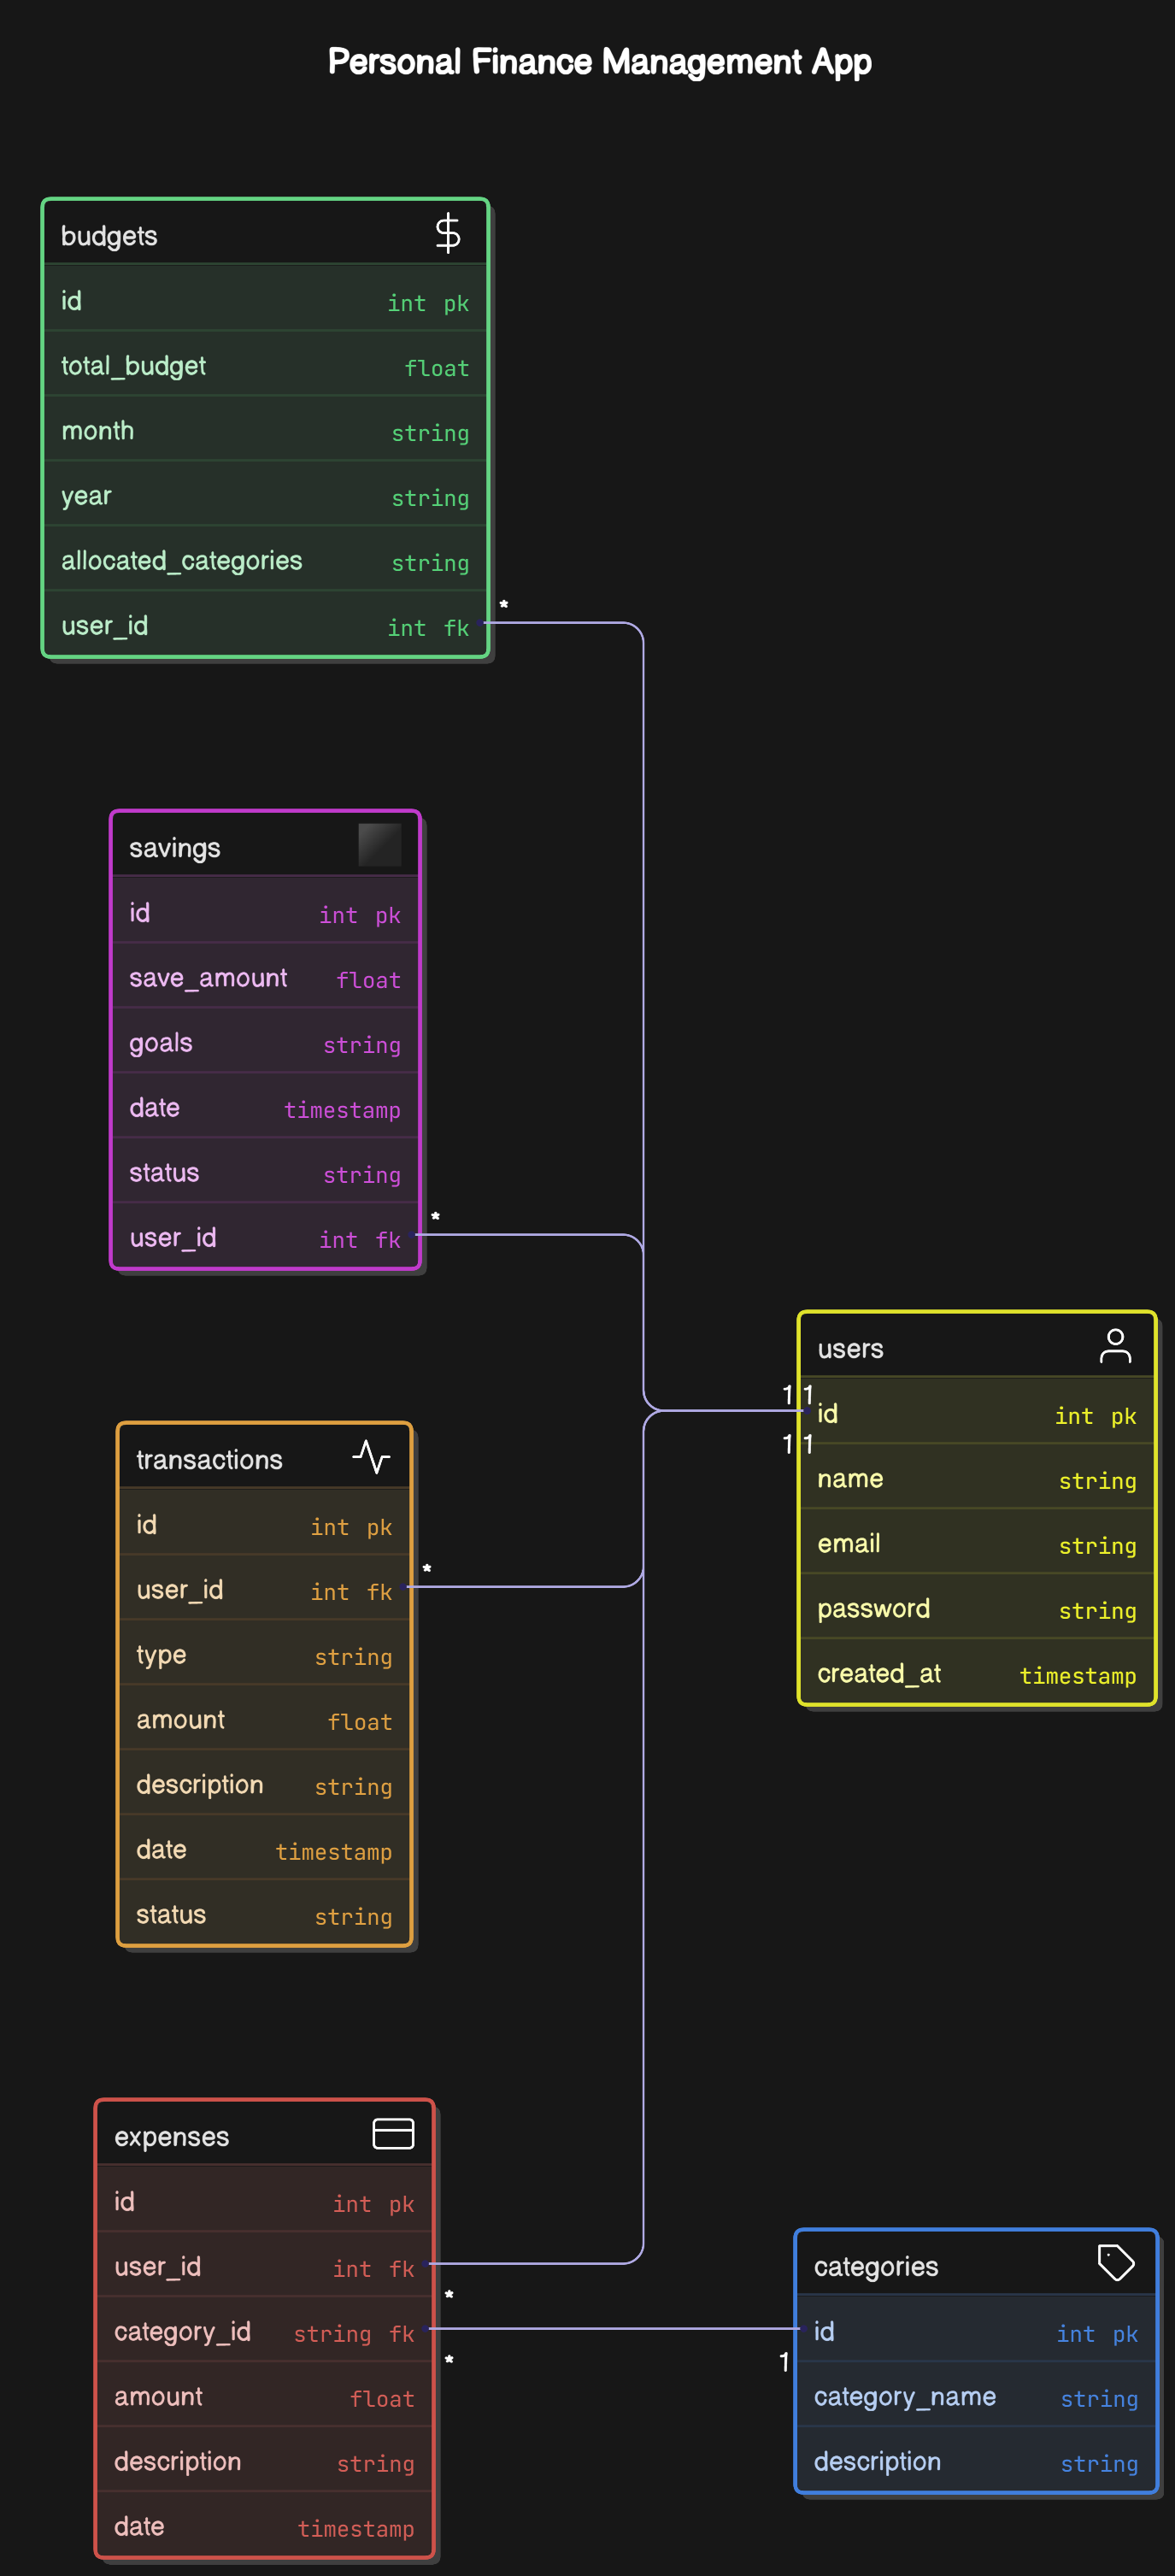 Personal Finance Management App
budgets
id int pk
total_budget float
month string
year string
allocated_categories string
user_id int fk
*
savings
id int pk
save_amount float
goals string
date timestamp
status string
user_id int fk
*
users
1 1
id int pk
1 1
name string
email string
password string
created_at timestamp
transactions
id int pk
user_id int fk
*
type string
amount float
description string
date timestamp
status string
expenses
id int pk
user_id int fk
*
category_id string fk
*
amount float
description string
date timestamp
categories
id int pk
1
category_name string
description string